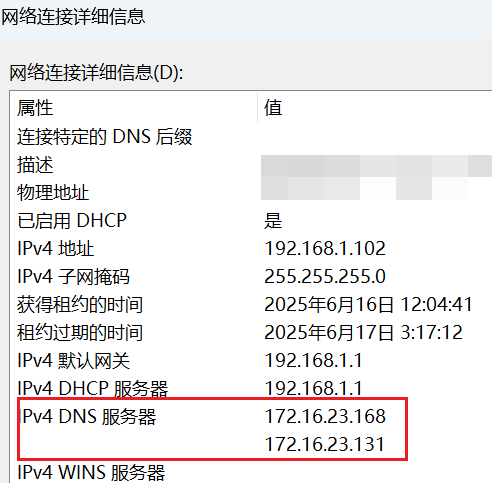 网络连接详细信息
网络连接详细信息(D):
属性 值
连接特定的 DNS 后缀
描述
物理地址
已启用 DHCP 是
IPv4 地址 192.168.1.102
IPv4 子网掩码 255.255.255.0
获得租约的时间 2025年6月16日 12:04:41
租约过期的时间 2025年6月17日 3:17:12
IPv4 默认网关 192.168.1.1
IPv4 DHCP 服务器 192.168.1.1
IPv4 DNS 服务器 172.16.23.168
172.16.23.131
IPv4 WINS 服务器